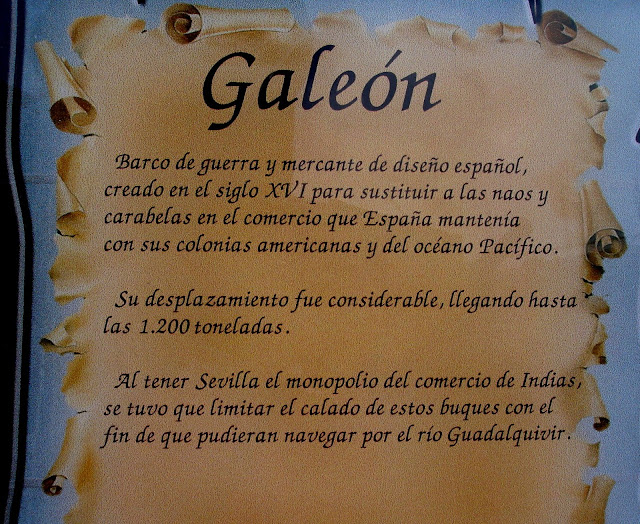 Galeón
Barco de guerra y mercante de diseño español,
creado en el siglo XVI para sustituir a las naos y
carabelas en el comercio que España mantenía
con sus colonias americanas y del océano Pacífico.
Su desplazamiento fue considerable, llegando hasta
las 1.200 toneladas.
Al tener Sevilla el monopolio del comercio de Indias,
se tuvo que limitar el calado de estos buques con el
fin de que pudieran navegar por el río Guadalquivir.